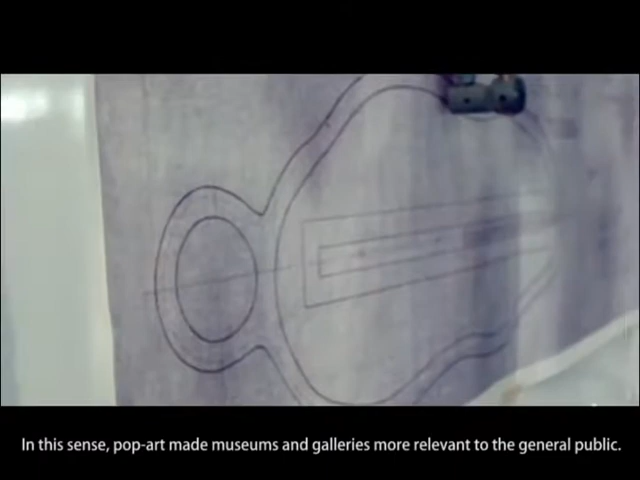 In this sense, pop-art made museums and galleries more relevant to the general public.